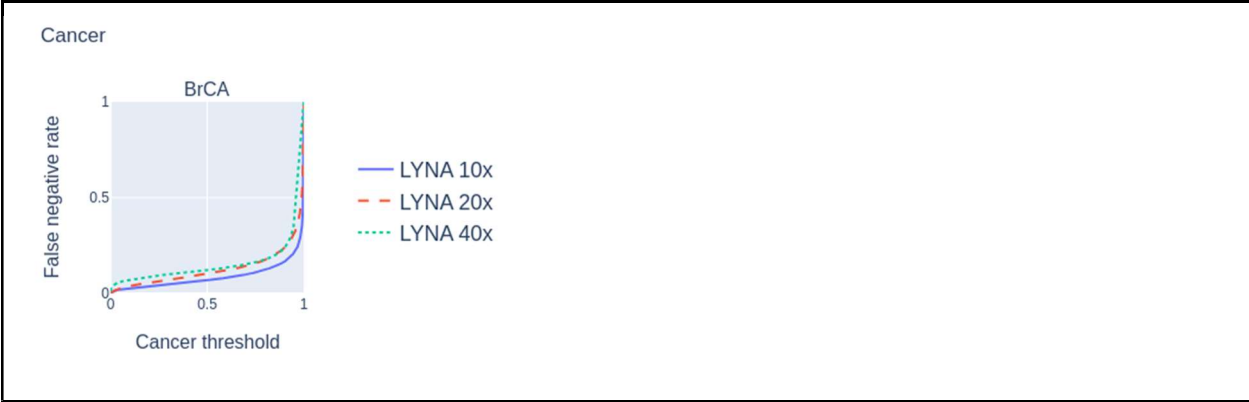 Cancer
BrCA
False negative rate
1
0.5
0
0
0.5
1
Cancer threshold
LYNA 10x
LYNA 20x
LYNA 40x